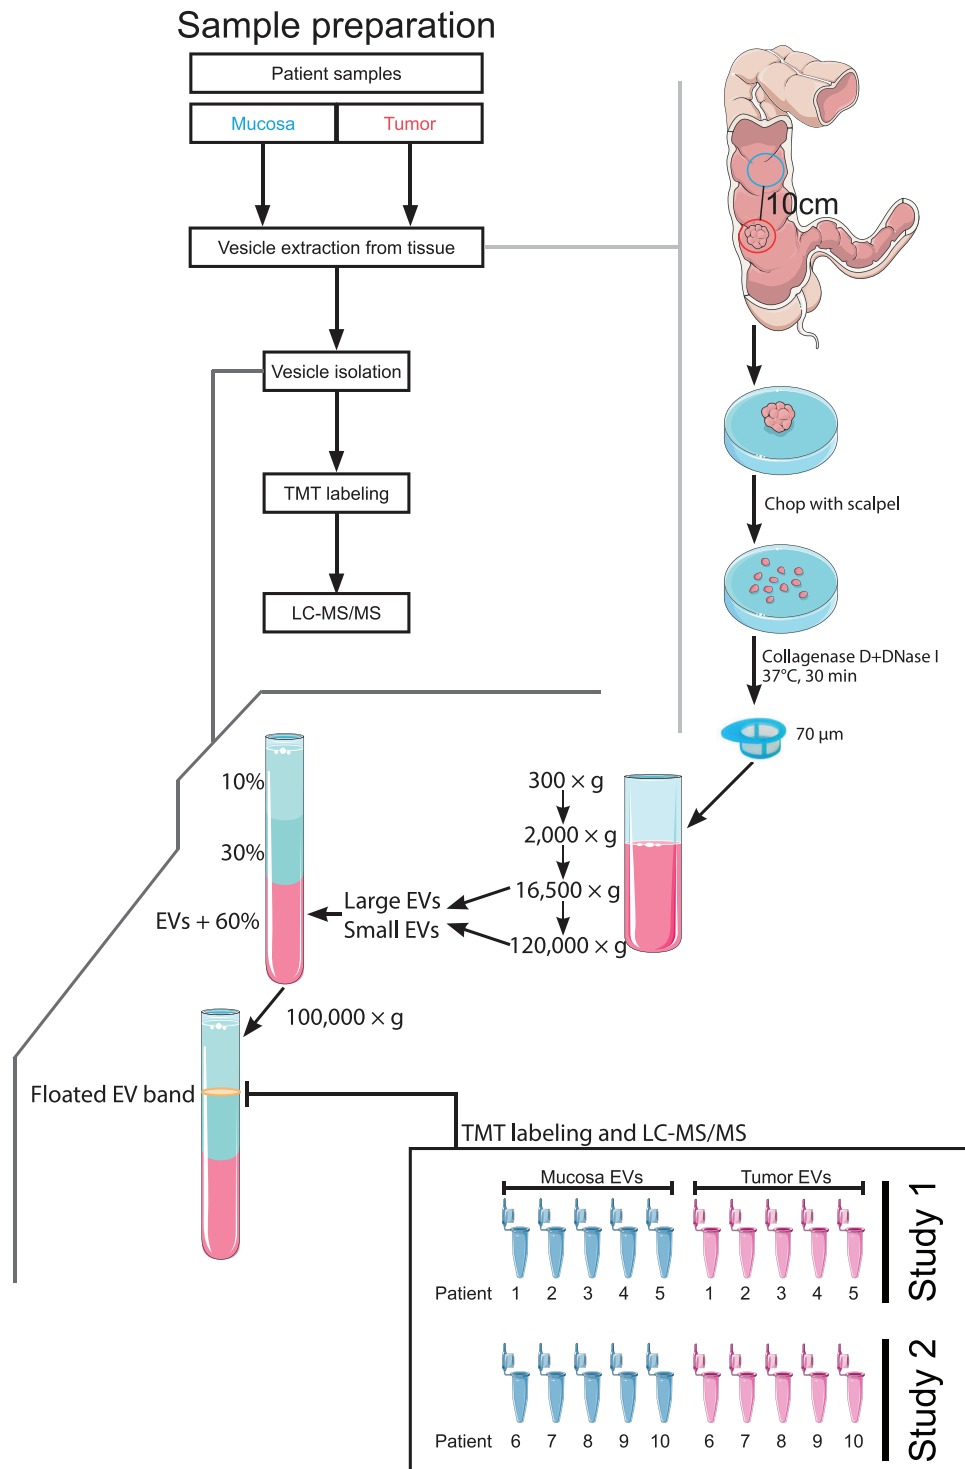 Sample preparation
Patient samples
Mucosa
Tumor
Vesicle extraction from tissue
Vesicle isolation
TMT labeling
LC-MS/MS
10cm
Chop with scalpel
Collagenase D+DNase I
37°C, 30 min
70 µm
300 × g
2,000 × g
16,500 × g
120,000 × g
Large EVs
Small EVs
10%
30%
EVs + 60%
100,000 × g
Floated EV band
TMT labeling and LC-MS/MS
Mucosa EVs
Tumor EVs
Patient 1 2 3 4 5 1 2 3 4 5
Study 1
Patient 6 7 8 9 10 6 7 8 9 10
Study 2